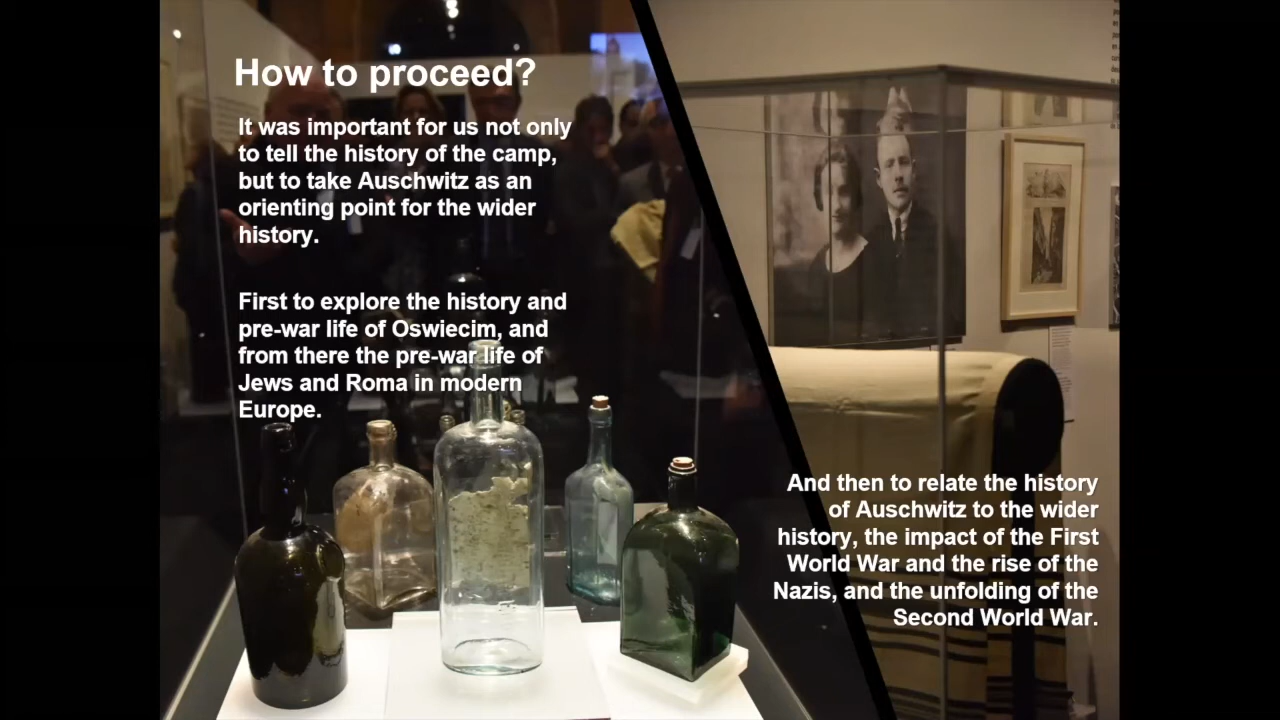 How to proceed?
It was important for us not only
to tell the history of the camp,
but to take Auschwitz as an
orienting point for the wider
history.
First to explore the history and
pre-war life of Oswiecim, and
from there the pre-war life of
Jews and Roma in modern
Europe.
And then to relate the history
of Auschwitz to the wider
history, the impact of the First
World War and the rise of the
Nazis, and the unfolding of the
Second World War.